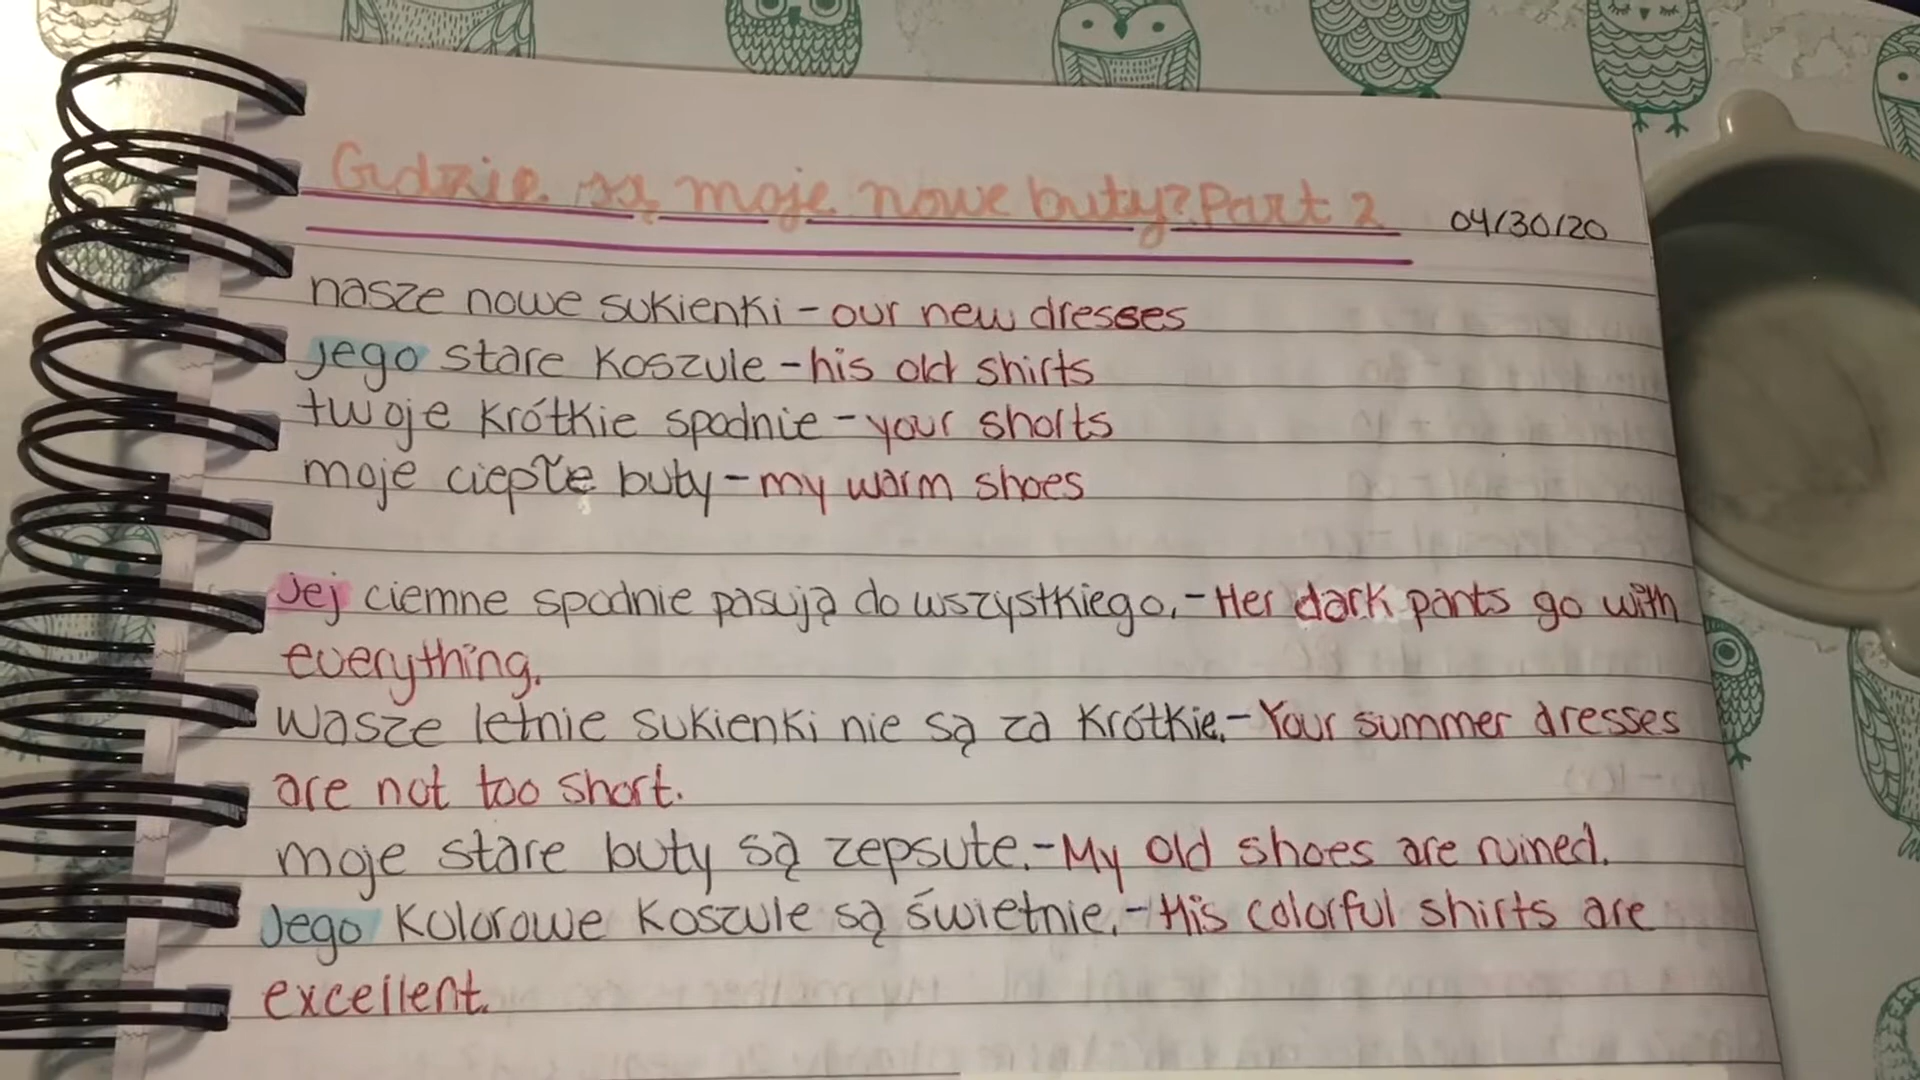 Gdzie są moje nowe buty? Part 2 04/30/20
nasze nowe sukienki - our new dresses
Jego stare koszule - his old shirts
twoje krótkie spodnie - your shorts
moje ciepłe buty - my warm shoes
Jej ciemne spodnie pasują do wszystkiego. - Her dark pants go with
everything.
Wasze letnie sukienki nie są za krótkie. - Your summer dresses
are not too short.
moje stare buty są zepsute. - My old shoes are ruined.
Jego kolorowe koszule są świetnie. - His colorful shirts are
excellent.